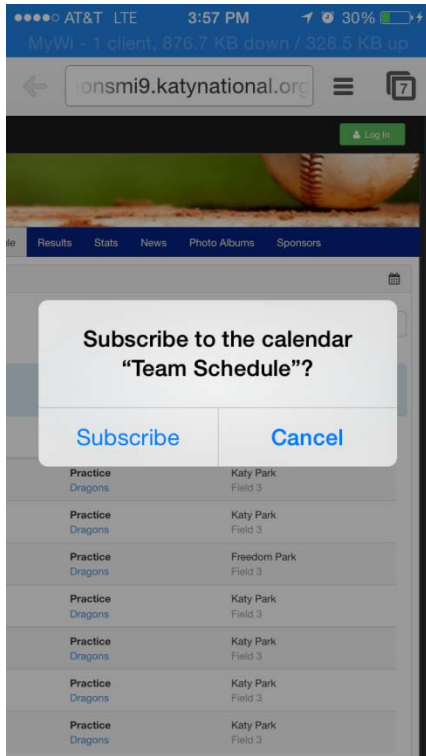 AT&T LTE 3:57 PM 30%
MyWi - 1 client, 876.7 KB down / 328.5 KB up
onsmi9.katynational.org 7
Log In
le Results Stats News Photo Albums Sponsors
Subscribe to the calendar
“Team Schedule”?
Subscribe Cancel
Practice Katy Park
Dragons Field 3
Practice Katy Park
Dragons Field 3
Practice Freedom Park
Dragons Field 3
Practice Katy Park
Dragons Field 3
Practice Katy Park
Dragons Field 3
Practice Katy Park
Dragons Field 3
Practice Katy Park
Dragons Field 3